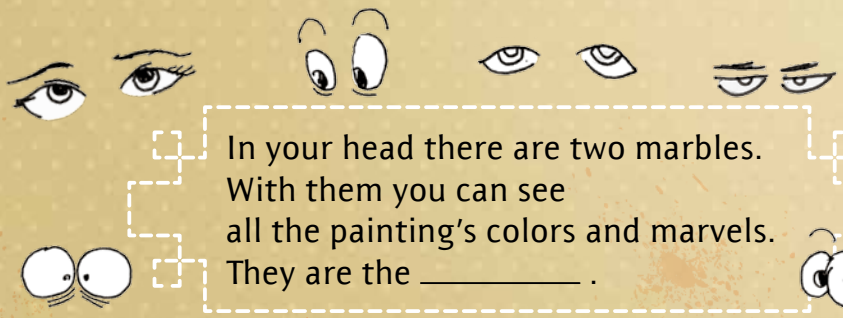 In your head there are two marbles.
With them you can see
all the painting's colors and marvels.
They are the __________ .